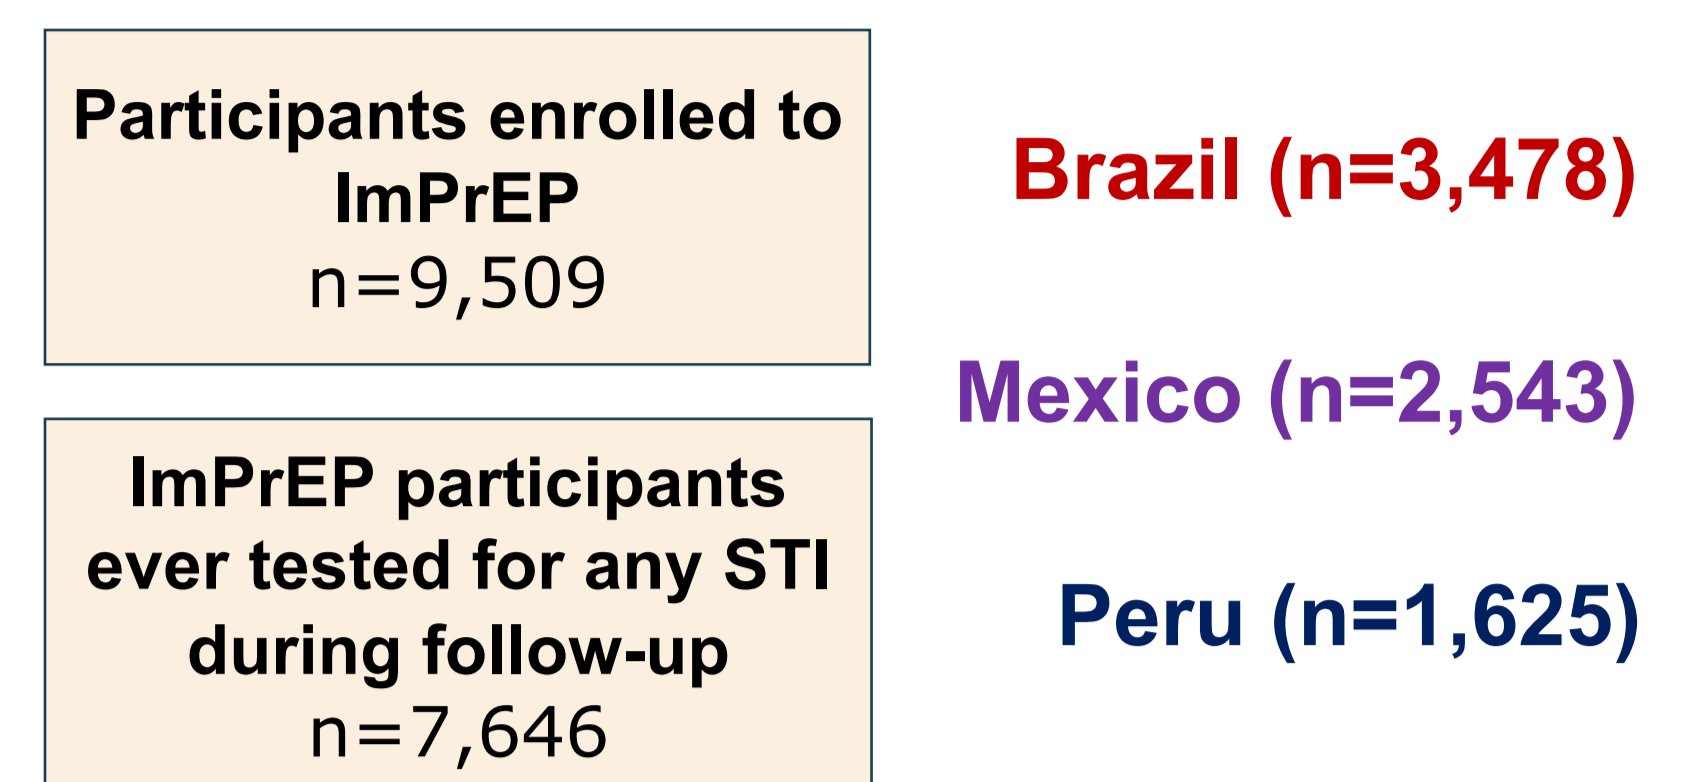 Participants enrolled to
ImPrEP
n=9,509
ImPrEP participants
ever tested for any STI
during follow-up
n=7,646
Brazil (n=3,478)
Mexico (n=2,543)
Peru (n=1,625)